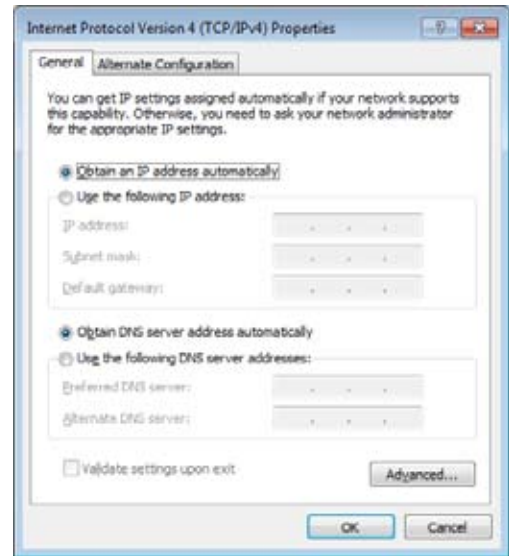 Internet Protocol Version 4 (TCP/IPv4) Properties
General
Alternate Configuration
You can get IP settings assigned automatically if your network supports
this capability. Otherwise, you need to ask your network administrator
for the appropriate IP settings.
Obtain an IP address automatically
Use the following IP address:
IP address:
Subnet mask:
Default gateway:
Obtain DNS server address automatically
Use the following DNS server addresses:
Preferred DNS server:
Alternate DNS server:
Validate settings upon exit
Advanced...
OK
Cancel